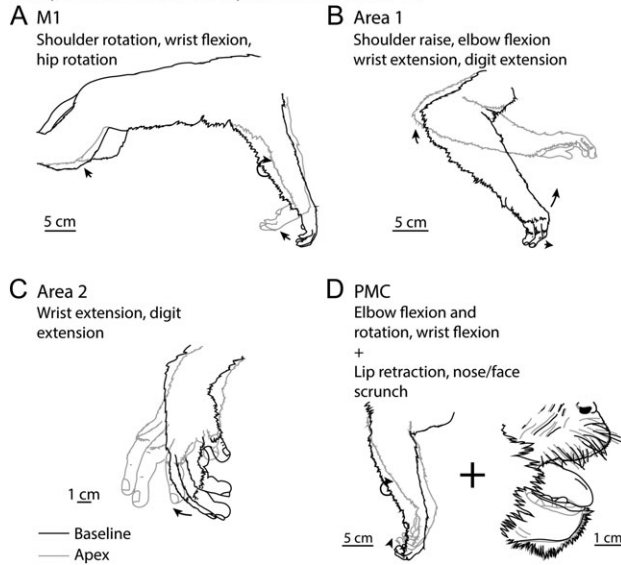 A M1
Shoulder rotation, wrist flexion,
hip rotation
5 cm
B Area 1
Shoulder raise, elbow flexion
wrist extension, digit extension
5 cm
C Area 2
Wrist extension, digit
extension
1 cm
Baseline
Apex
D PMC
Elbow flexion and
rotation, wrist flexion
+
Lip retraction, nose/face
scrunch
+
5 cm
1 cm